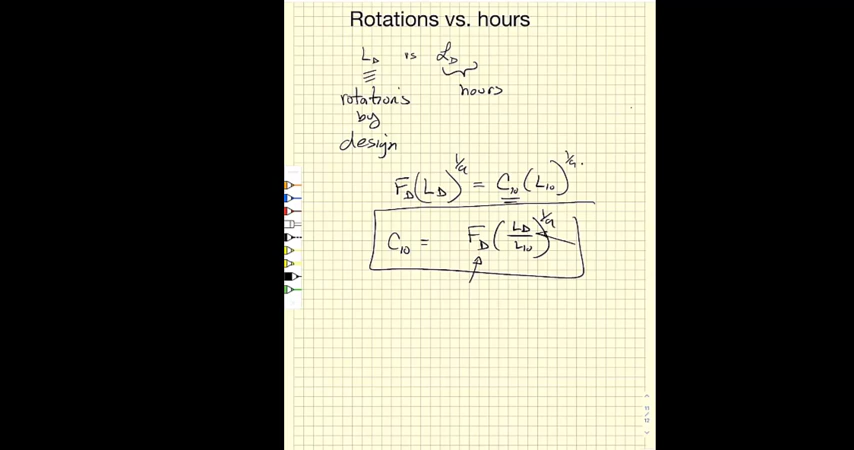 Rotations vs. hours
L_D vs ℒ_D
rotation's hours
by
design
F_D(L_D)^{1/a} = C_10(L_10)^{1/a}.
C_10 = F_D(L_D/L_10)^{1/a}